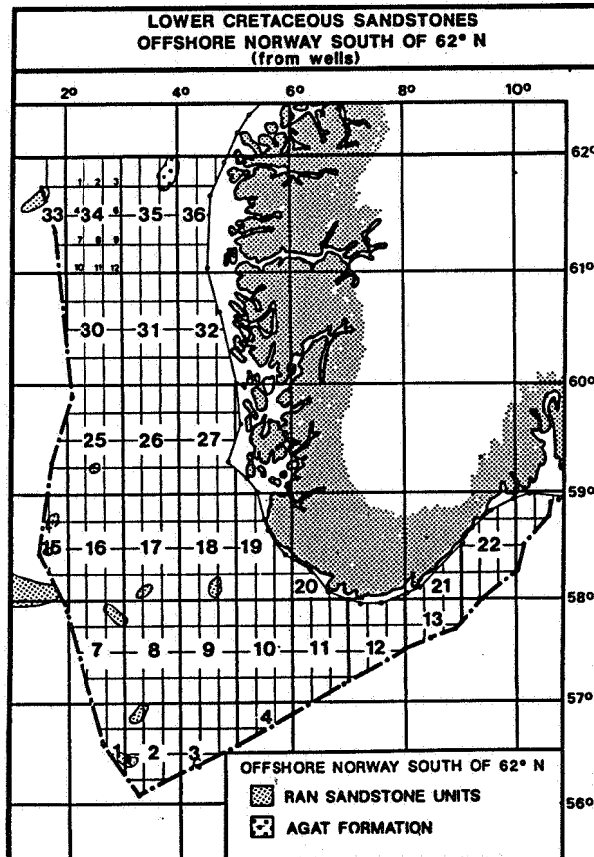 LOWER CRETACEOUS SANDSTONES
OFFSHORE NORWAY SOUTH OF 62° N
(from wells)
2° 4° 6° 8° 10°
62°
1 2 3
33 4 34 6 35 36
7 8 9
10 11 12
61°
30 31 32
60°
25 26 27
59°
15 16 17 18 19 22
20 21
58°
13
7 8 9 10 11 12
57°
4
1 2 3
56°
OFFSHORE NORWAY SOUTH OF 62° N
RAN SANDSTONE UNITS
AGAT FORMATION